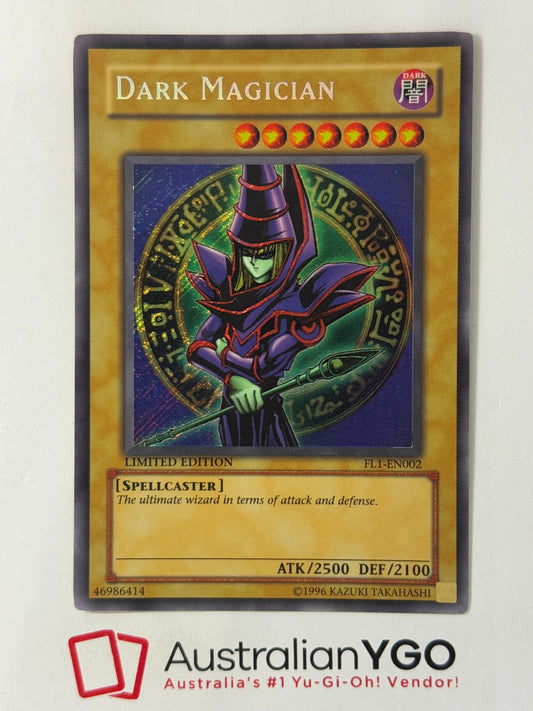 DARK MAGICIAN
DARK
闇
LIMITED EDITION
FL1-EN002
[SPELLCASTER]
The ultimate wizard in terms of attack and defense.
ATK/2500 DEF/2100
46986414
©1996 KAZUKI TAKAHASHI
AustralianYGO
Australia's #1 Yu-Gi-Oh! Vendor!